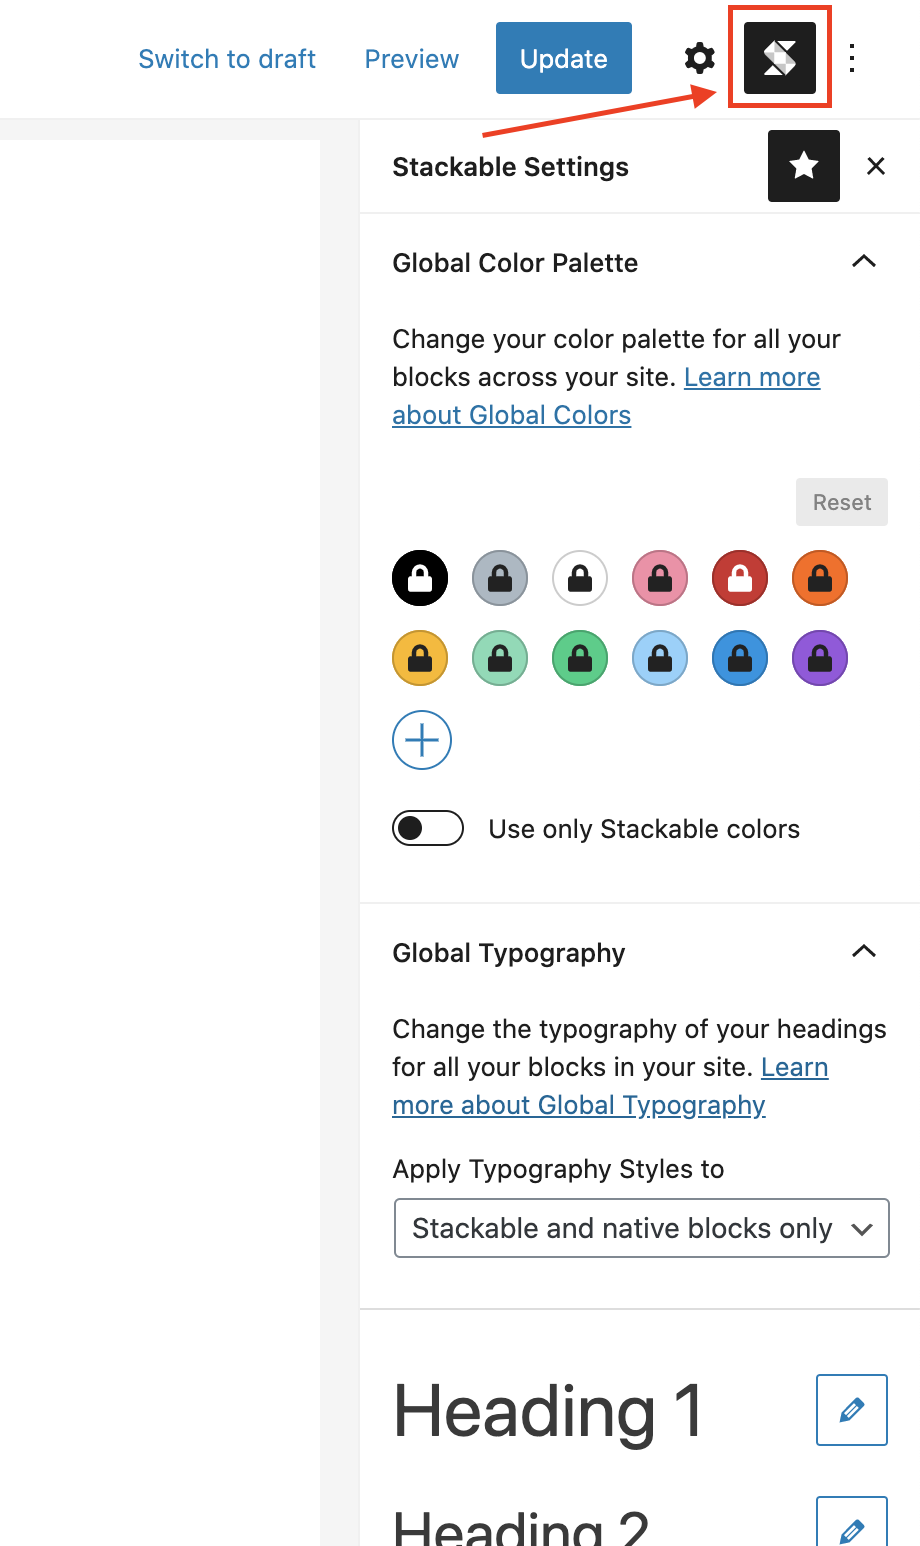 Switch to draft Preview Update
Stackable Settings
Global Color Palette
Change your color palette for all your
blocks across your site. Learn more
about Global Colors
Reset
Use only Stackable colors
Global Typography
Change the typography of your headings
for all your blocks in your site. Learn
more about Global Typography
Apply Typography Styles to
Stackable and native blocks only
Heading 1
Heading 2